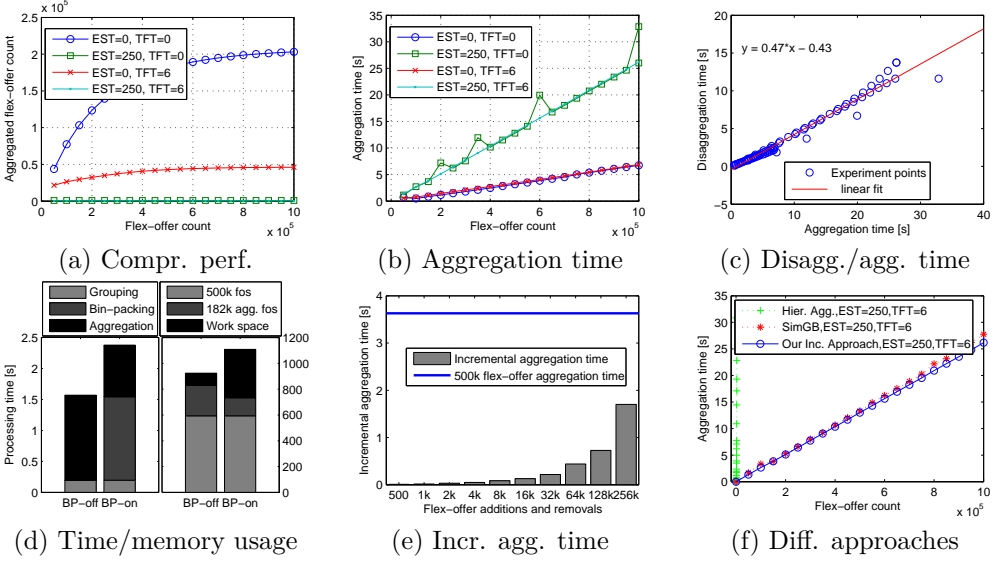 x 10^5
Aggregated flex-offer count
2.5
2
1.5
1
0.5
0
EST=0, TFT=0
EST=250, TFT=0
EST=0, TFT=6
EST=250, TFT=6
0 2 4 6 8 10
Flex-offer count
x 10^5
(a) Compr. perf.
Aggregation time [s]
35
30
25
20
15
10
5
0
EST=0, TFT=0
EST=250, TFT=0
EST=0, TFT=6
EST=250, TFT=6
0 2 4 6 8 10
Flex-offer count
x 10^5
(b) Aggregation time
Disaggregation time [s]
20
15
10
5
0
−5
y = 0.47*x − 0.43
Experiment points
linear fit
0 10 20 30 40
Aggregation time [s]
(c) Disagg./agg. time
Grouping
Bin−packing
Aggregation
500k fos
182k agg. fos
Work space
Processing time [s]
2.5
2
1.5
1
0.5
0
BP−off BP−on
1200
1000
800
600
400
200
0
BP−off BP−on
(d) Time/memory usage
Incremental aggregation time [s]
4
2
0
Incremental aggregation time
500k flex−offer aggregation time
500 1k 2k 4k 8k 16k 32k 64k 128k 256k
Flex−offer additions and removals
(e) Incr. agg. time
Aggregation time [s]
35
30
25
20
15
10
5
0
Hier. Agg.,EST=250,TFT=6
SimGB,EST=250,TFT=6
Our Inc. Approach,EST=250,TFT=6
0 2 4 6 8 10
Flex−offer count
x 10^5
(f) Diff. approaches